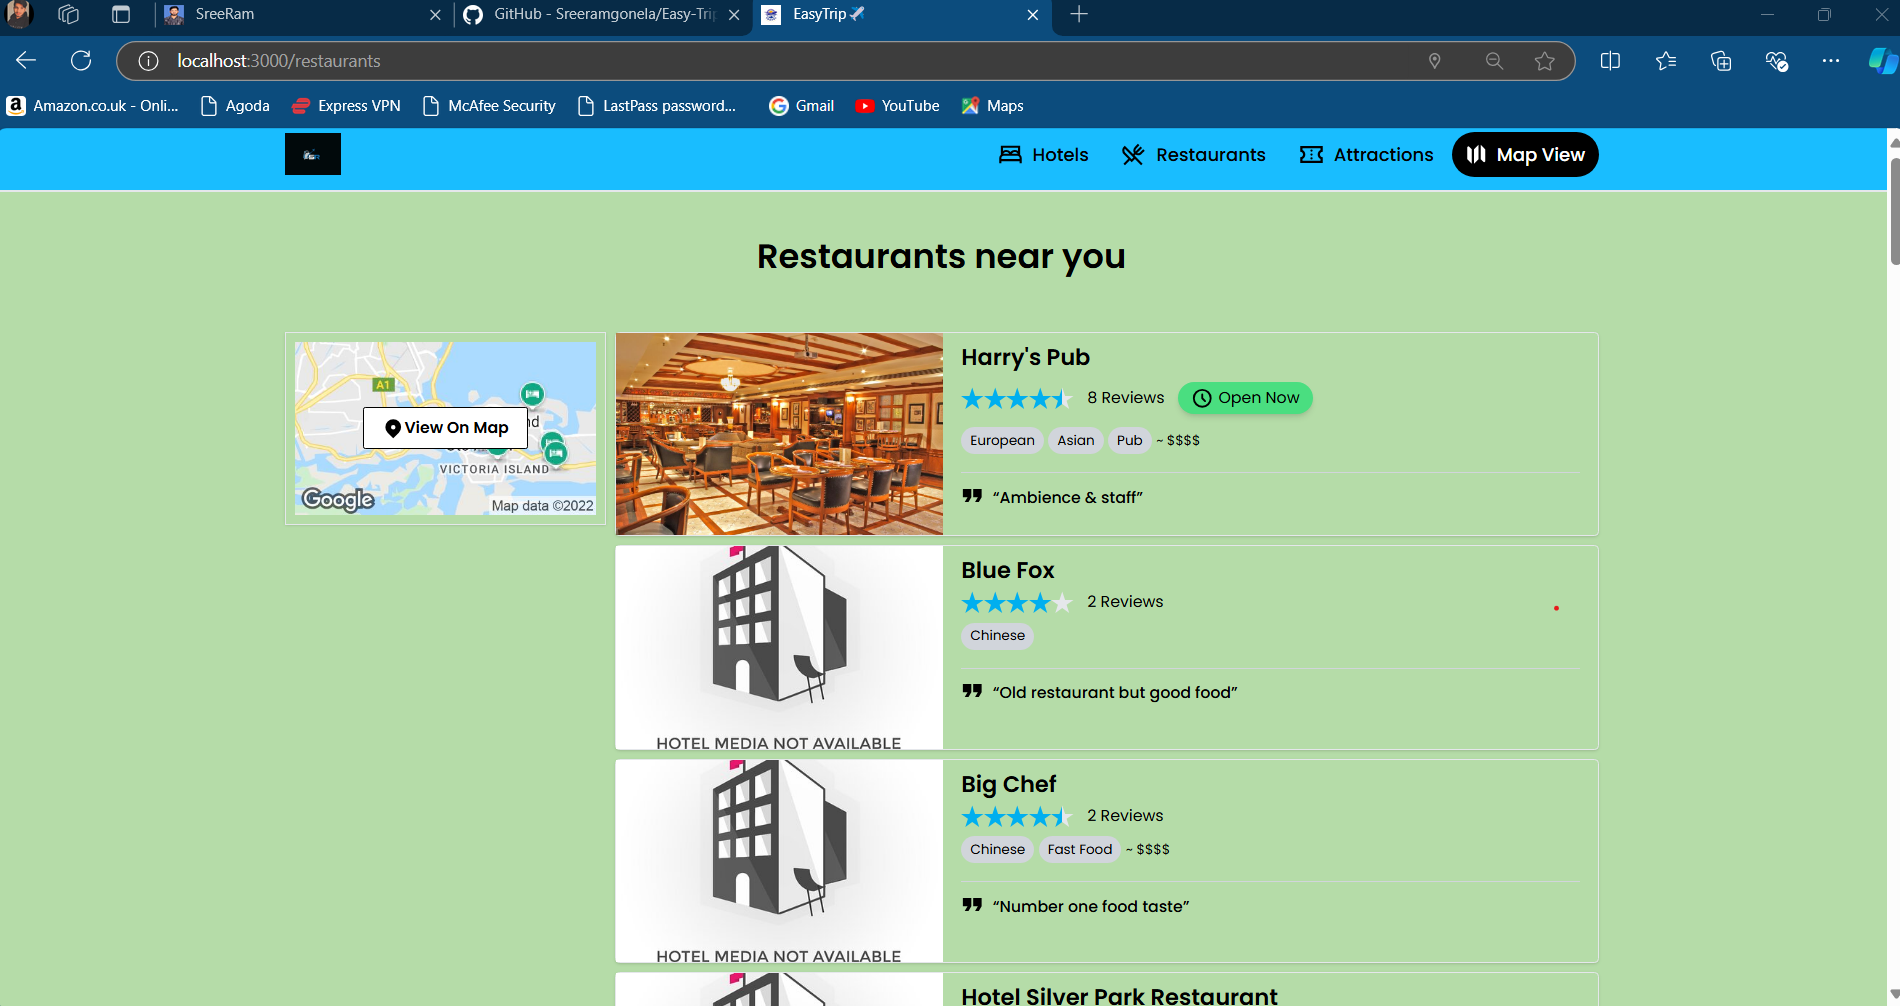 SreeRam
GitHub - Sreeramgonela/Easy-Trip
EasyTrip✈️
localhost:3000/restaurants
Amazon.co.uk - Onli...
Agoda
Express VPN
McAfee Security
LastPass password...
Gmail
YouTube
Maps
Hotels
Restaurants
Attractions
Map View
Restaurants near you
A1
View On Map
nd
VICTORIA ISLAND
Google
Map data ©2022
Harry's Pub
8 Reviews
Open Now
European
Asian
Pub
~ $$$$
“Ambience & staff”
HOTEL MEDIA NOT AVAILABLE
Blue Fox
2 Reviews
Chinese
“Old restaurant but good food”
HOTEL MEDIA NOT AVAILABLE
Big Chef
2 Reviews
Chinese
Fast Food
~ $$$$
“Number one food taste”
Hotel Silver Park Restaurant